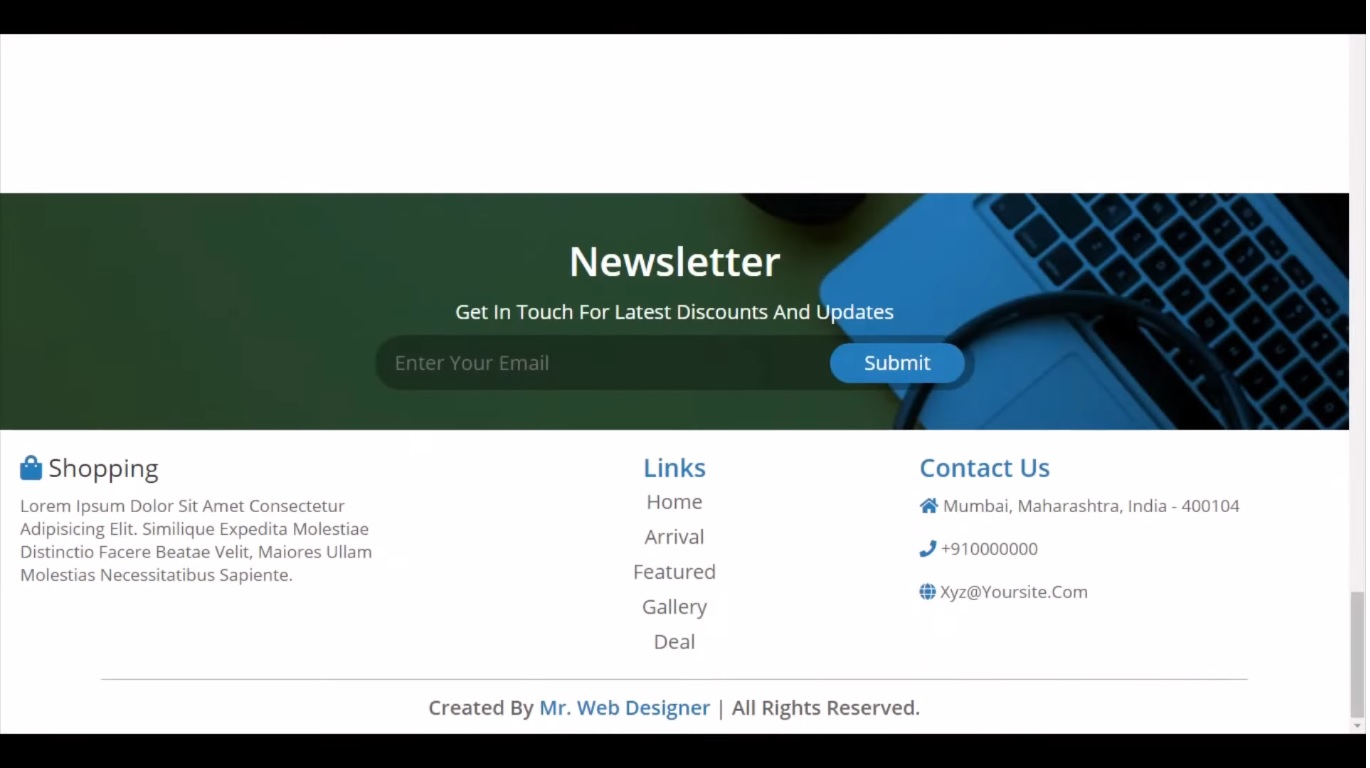 Newsletter
Get In Touch For Latest Discounts And Updates
Enter Your Email
Submit
Shopping
Lorem Ipsum Dolor Sit Amet Consectetur
Adipisicing Elit. Similique Expedita Molestiae
Distinctio Facere Beatae Velit, Maiores Ullam
Molestias Necessitatibus Sapiente.
Links
Home
Arrival
Featured
Gallery
Deal
Contact Us
Mumbai, Maharashtra, India - 400104
+910000000
Xyz@Yoursite.Com
Created By Mr. Web Designer | All Rights Reserved.